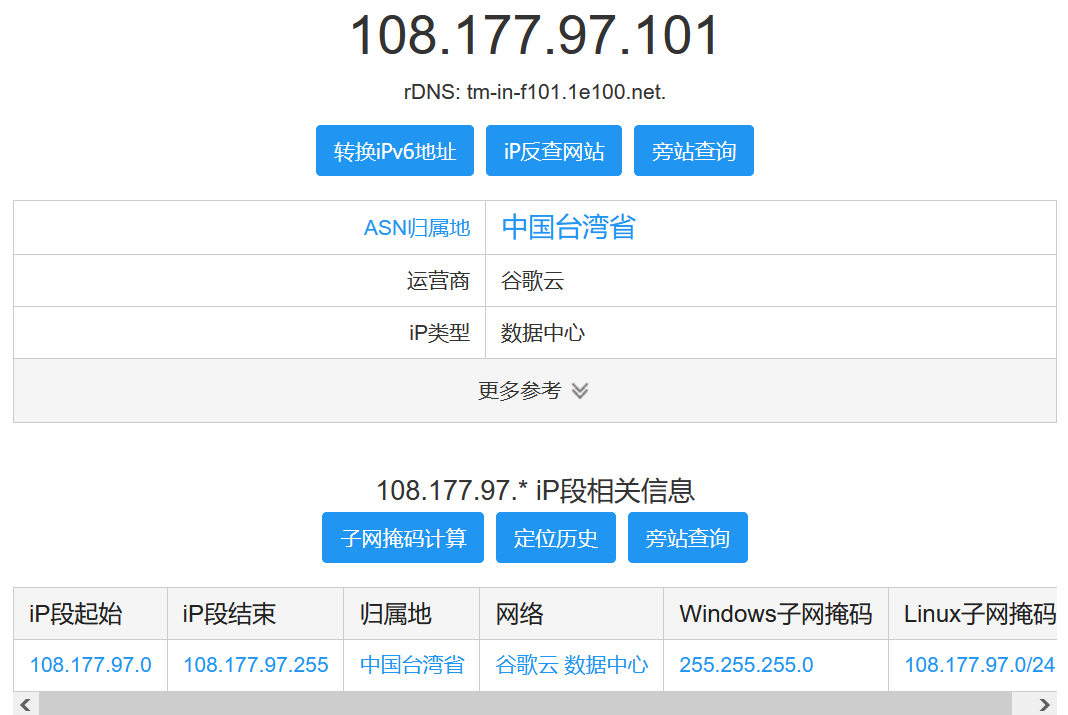 108.177.97.101
rDNS: tm-in-f101.1e100.net.
转换iPv6地址 iP反查网站 旁站查询
ASN归属地 中国台湾省
运营商 谷歌云
iP类型 数据中心
更多参考
108.177.97.* iP段相关信息
子网掩码计算 定位历史 旁站查询
iP段起始 iP段结束 归属地 网络 Windows子网掩码 Linux子网掩码
108.177.97.0 108.177.97.255 中国台湾省 谷歌云 数据中心 255.255.255.0 108.177.97.0/24